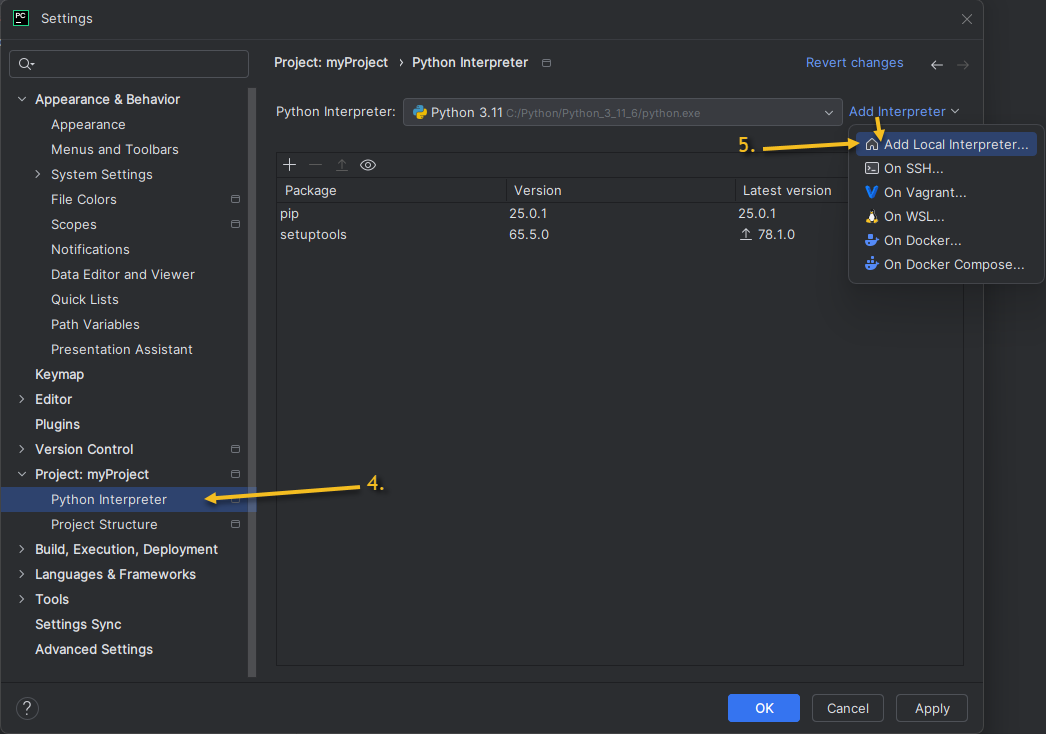 PC
Settings
Project: myProject › Python Interpreter
Revert changes
Appearance & Behavior
Appearance
Menus and Toolbars
System Settings
File Colors
Scopes
Notifications
Data Editor and Viewer
Quick Lists
Path Variables
Presentation Assistant
Keymap
Editor
Plugins
Version Control
Project: myProject
Python Interpreter
4.
Project Structure
Build, Execution, Deployment
Languages & Frameworks
Tools
Settings Sync
Advanced Settings
Python Interpreter: Python 3.11 C:/Python/Python_3_11_6/python.exe
Add Interpreter
5.
Add Local Interpreter...
On SSH...
On Vagrant...
On WSL...
On Docker...
On Docker Compose...
Package Version Latest version
pip 25.0.1 25.0.1
setuptools 65.5.0 78.1.0
?
OK Cancel Apply